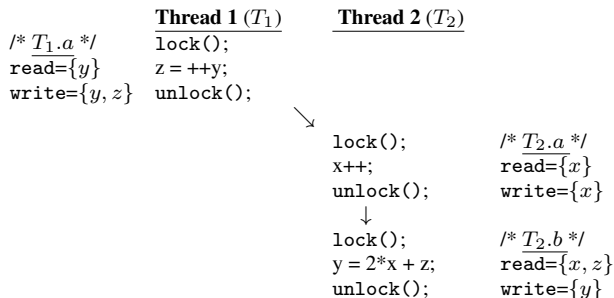 Thread 1 (T₁) Thread 2 (T₂)
/* T₁.a */ lock();
read={y} z = ++y;
write={y, z} unlock();
↘
lock(); /* T₂.a */
x++; read={x}
unlock(); write={x}
↓
lock(); /* T₂.b */
y = 2*x + z; read={x, z}
unlock(); write={y}